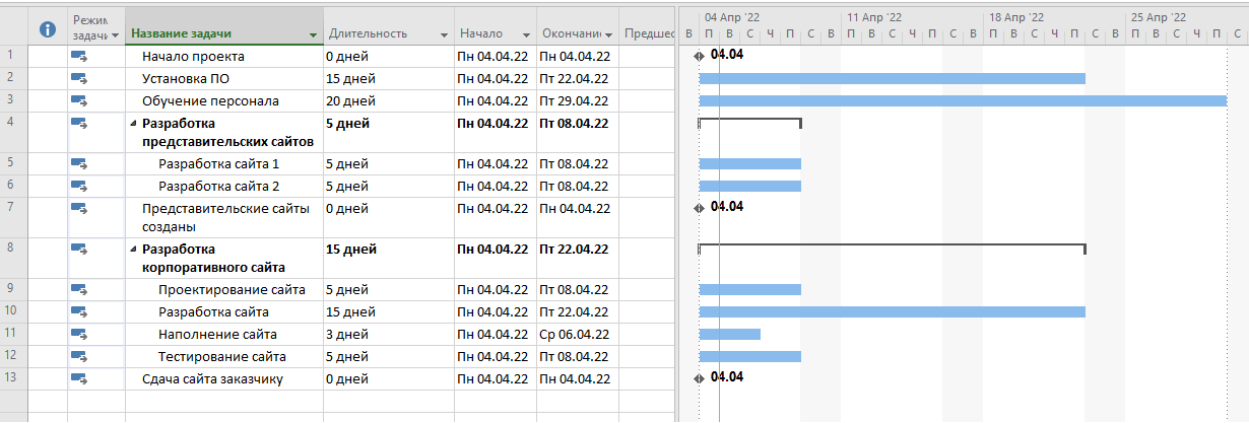 Режим задачи Название задачи Длительность Начало Окончани Предшес
04 Апр '22 11 Апр '22 18 Апр '22 25 Апр '22
В П В С Ч П С В П В С Ч П С В П В С Ч П С В П В С Ч П С
1 Начало проекта 0 дней Пн 04.04.22 Пн 04.04.22 04.04
2 Установка ПО 15 дней Пн 04.04.22 Пт 22.04.22
3 Обучение персонала 20 дней Пн 04.04.22 Пт 29.04.22
4 Разработка представительских сайтов 5 дней Пн 04.04.22 Пт 08.04.22
5 Разработка сайта 1 5 дней Пн 04.04.22 Пт 08.04.22
6 Разработка сайта 2 5 дней Пн 04.04.22 Пт 08.04.22
7 Представительские сайты созданы 0 дней Пн 04.04.22 Пн 04.04.22 04.04
8 Разработка корпоративного сайта 15 дней Пн 04.04.22 Пт 22.04.22
9 Проектирование сайта 5 дней Пн 04.04.22 Пт 08.04.22
10 Разработка сайта 15 дней Пн 04.04.22 Пт 22.04.22
11 Наполнение сайта 3 дней Пн 04.04.22 Ср 06.04.22
12 Тестирование сайта 5 дней Пн 04.04.22 Пт 08.04.22
13 Сдача сайта заказчику 0 дней Пн 04.04.22 Пн 04.04.22 04.04